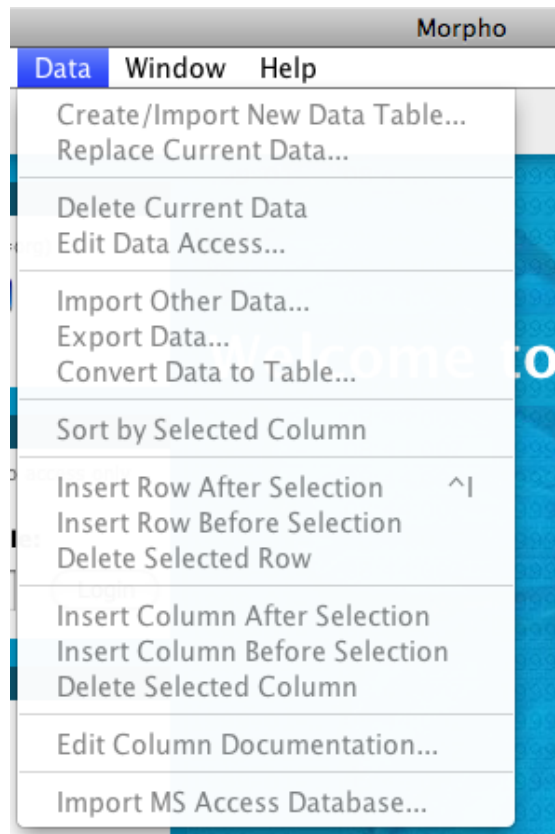 Morpho
Data Window Help
Create/Import New Data Table...
Replace Current Data...
Delete Current Data
Edit Data Access...
Import Other Data...
Export Data...
Welcome to
Convert Data to Table...
Sort by Selected Column
Insert Row After Selection ^I
Insert Row Before Selection
Delete Selected Row
Login
Insert Column After Selection
Insert Column Before Selection
Delete Selected Column
Edit Column Documentation...
Import MS Access Database...